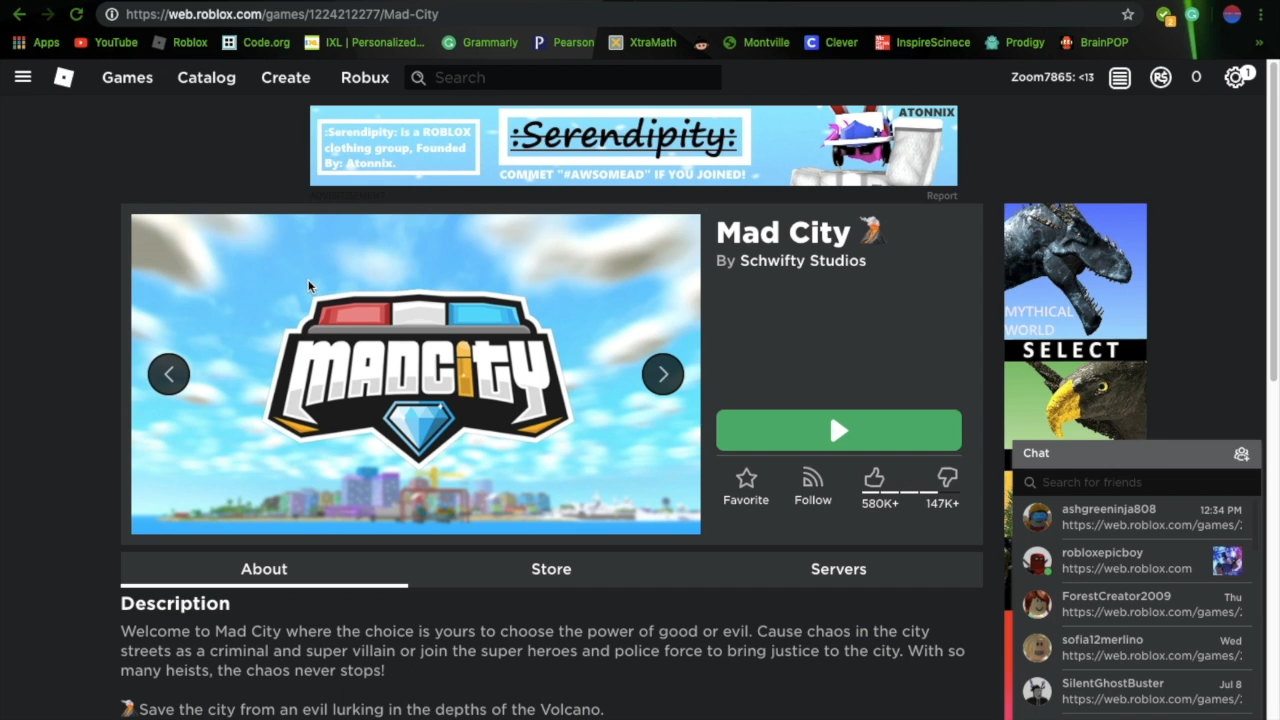 https://web.roblox.com/games/1224212277/Mad-City
2
Apps
YouTube
Roblox
Code.org
IXL | Personalized...
Grammarly
Pearson
XtraMath
Montville
Clever
InspireScinece
Prodigy
BrainPOP
»
Games
Catalog
Create
Robux
Search
Zoom7865: <13
R$
0
1
:Serendipity: is a ROBLOX
clothing group, Founded
By: Atonnix.
:Serendipity:
COMMET "#AWSOMEAD" IF YOU JOINED!
ATONNIX
ADVERTISEMENT
Report
MADCITY
Mad City
By Schwifty Studios
Favorite
Follow
580K+
147K+
MYTHICAL
WORLD
SELECT
About
Store
Servers
Description
Welcome to Mad City where the choice is yours to choose the power of good or evil. Cause chaos in the city
streets as a criminal and super villain or join the super heroes and police force to bring justice to the city. With so
many heists, the chaos never stops!
Save the city from an evil lurking in the depths of the Volcano.
Chat
Search for friends
ashgreeninja808
12:34 PM
https://web.roblox.com/games/
robloxepicboy
https://web.roblox.com
ForestCreator2009
Thu
https://web.roblox.com/games/
sofia12merlino
Wed
https://web.roblox.com/games/
SilentGhostBuster
Jul 8
https://web.roblox.com/games/